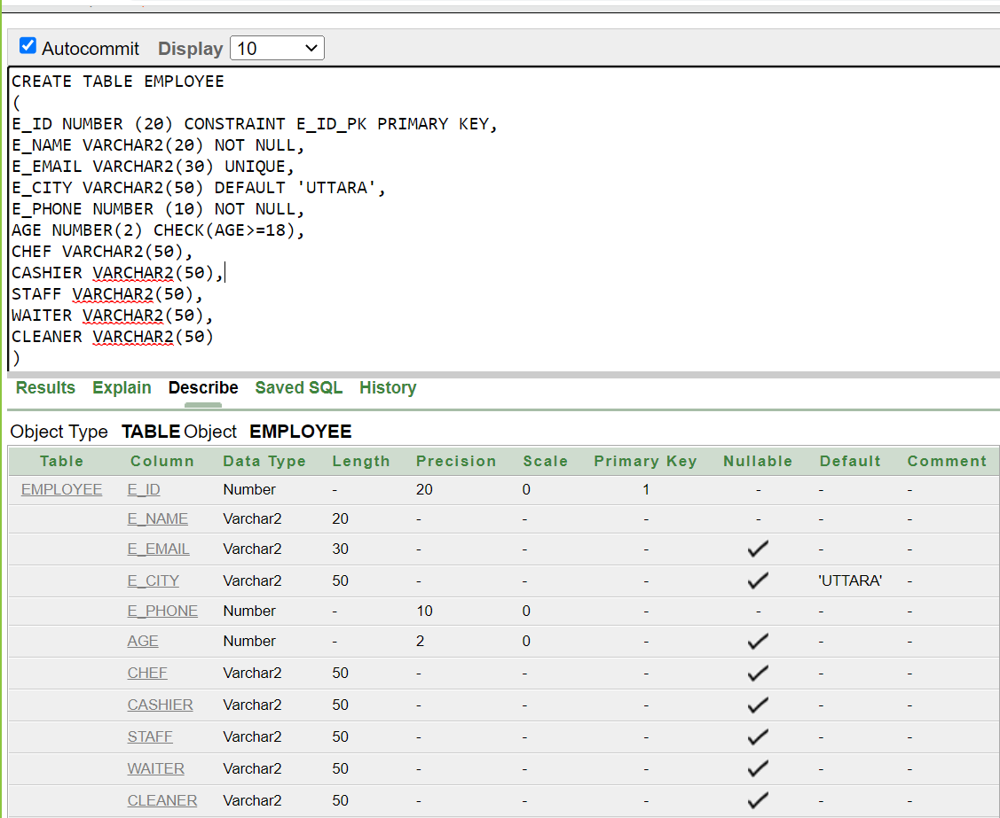 Autocommit Display 10
CREATE TABLE EMPLOYEE
(
E_ID NUMBER (20) CONSTRAINT E_ID_PK PRIMARY KEY,
E_NAME VARCHAR2(20) NOT NULL,
E_EMAIL VARCHAR2(30) UNIQUE,
E_CITY VARCHAR2(50) DEFAULT 'UTTARA',
E_PHONE NUMBER (10) NOT NULL,
AGE NUMBER(2) CHECK(AGE>=18),
CHEF VARCHAR2(50),
CASHIER VARCHAR2(50),
STAFF VARCHAR2(50),
WAITER VARCHAR2(50),
CLEANER VARCHAR2(50)
)
Results Explain Describe Saved SQL History
Object Type TABLE Object EMPLOYEE
Table Column Data Type Length Precision Scale Primary Key Nullable Default Comment
EMPLOYEE E_ID Number - 20 0 1 - - -
E_NAME Varchar2 20 - - - - - -
E_EMAIL Varchar2 30 - - - ✓ - -
E_CITY Varchar2 50 - - - ✓ 'UTTARA' -
E_PHONE Number - 10 0 - - - -
AGE Number - 2 0 - ✓ - -
CHEF Varchar2 50 - - - ✓ - -
CASHIER Varchar2 50 - - - ✓ - -
STAFF Varchar2 50 - - - ✓ - -
WAITER Varchar2 50 - - - ✓ - -
CLEANER Varchar2 50 - - - ✓ - -